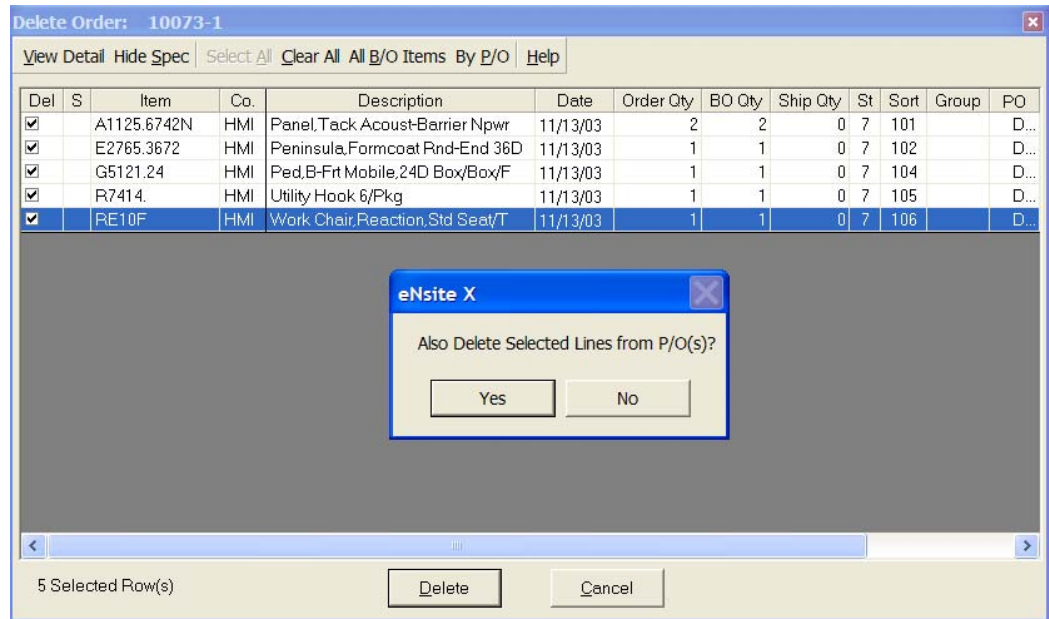 Delete Order: 10073-1
View Detail Hide Spec Select All Clear All All B/O Items By P/O Help
Del S Item Co. Description Date Order Qty BO Qty Ship Qty St Sort Group PO
A1125.6742N HMI Panel,Tack Acoust-Barrier Npwr 11/13/03 2 2 0 7 101 D...
E2765.3672 HMI Peninsula,Formcoat Rnd-End 36D 11/13/03 1 1 0 7 102 D...
G5121.24 HMI Ped,B-Frt Mobile,24D Box/Box/F 11/13/03 1 1 0 7 104 D...
R7414. HMI Utility Hook 6/Pkg 11/13/03 1 1 0 7 105 D...
RE10F HMI Work Chair,Reaction,Std Seat/T 11/13/03 1 1 0 7 106 D...
eNsite X
Also Delete Selected Lines from P/O(s)?
Yes No
5 Selected Row(s) Delete Cancel